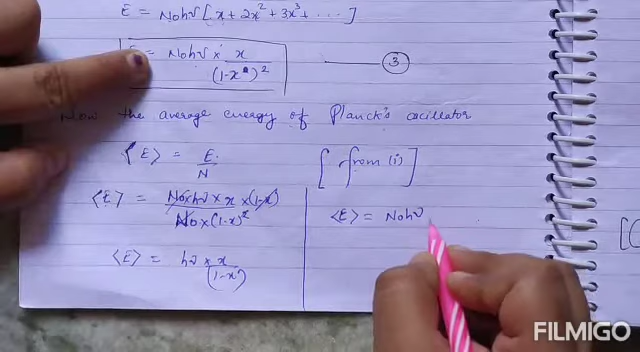 E = N₀hν [x + 2x² + 3x³ + ....]
= N₀hν × x/(1-x)² ——— ③
Now the average energy of Planck's oscillator
⟨E⟩ = E/N [from (i)]
⟨E⟩ = N₀×hν × x × (1-x) / N₀×(1-x)²
⟨E⟩ = N₀hν
⟨E⟩ = hν × x/(1-x)
FILMIGO